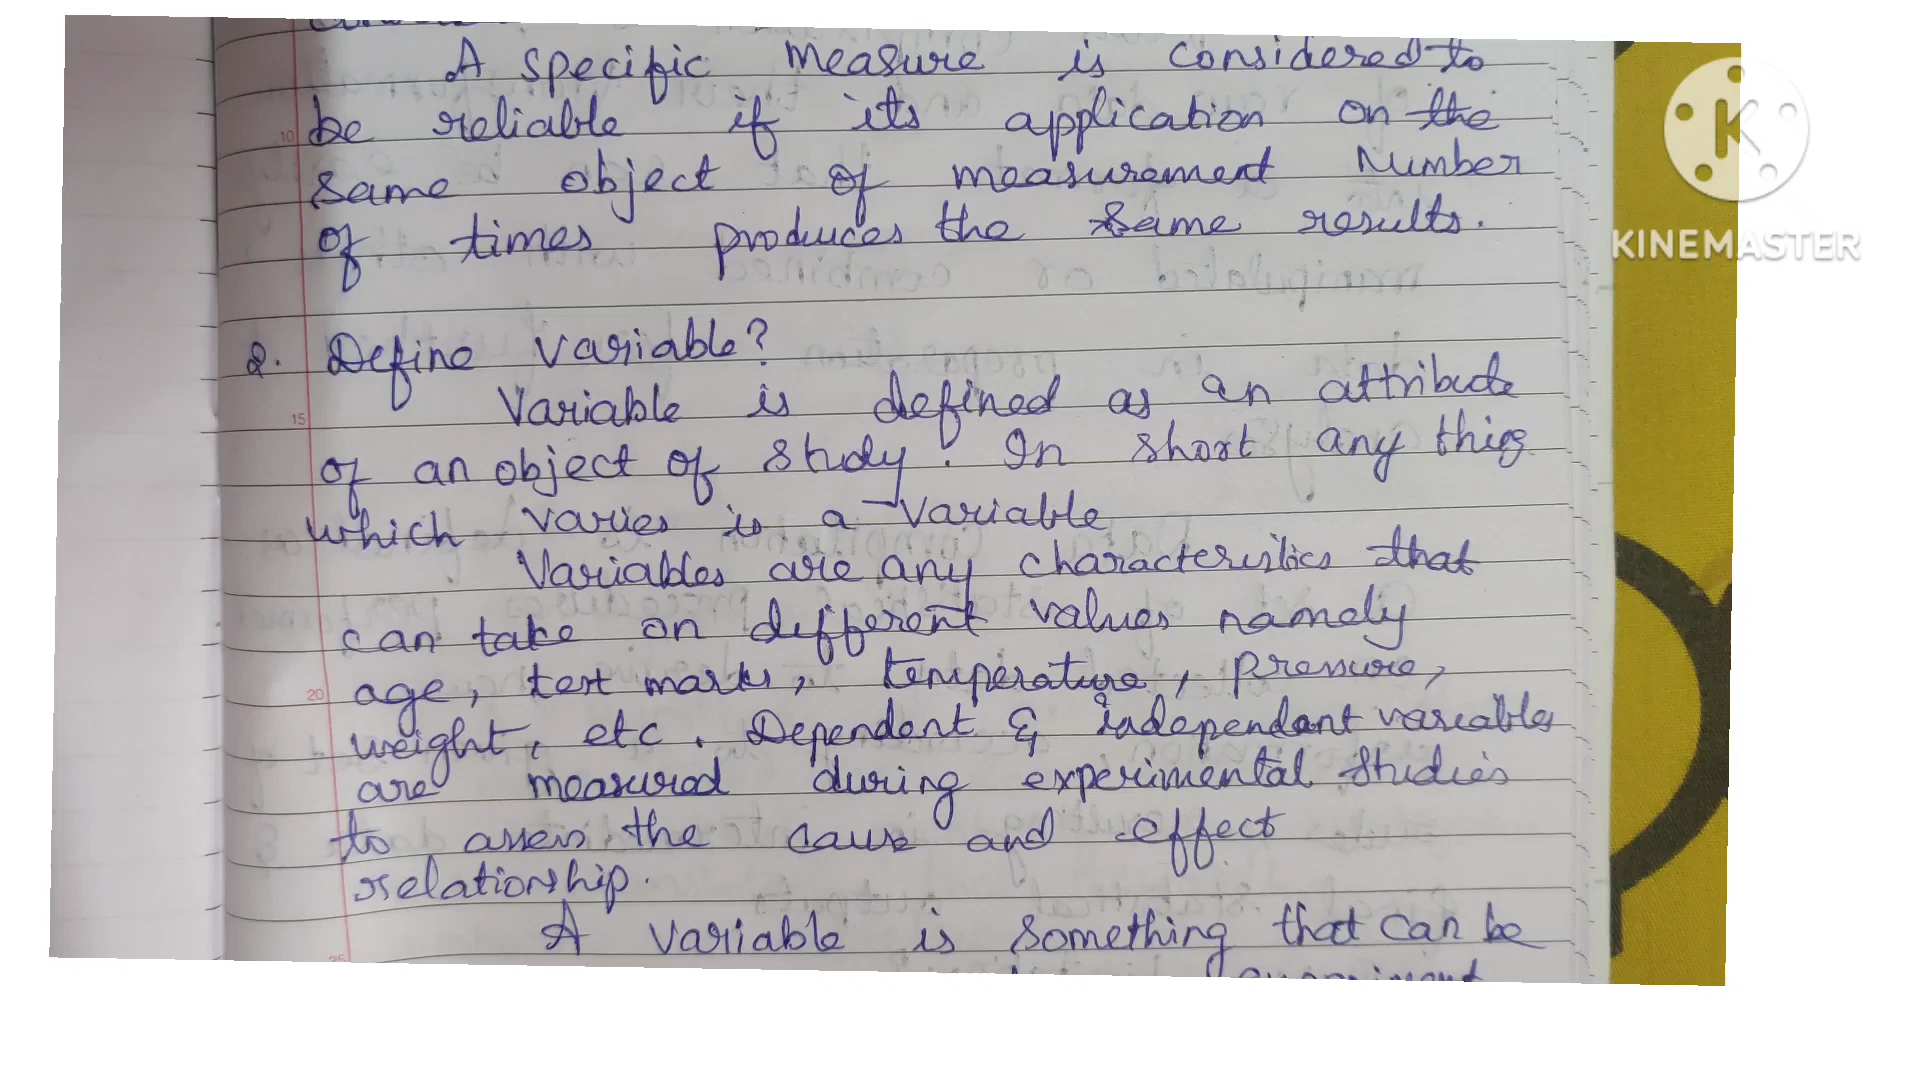 A specific measure is considered to
be reliable if its application on the
same object of measurement Number
of times produces the same results.
2. Define variable?
Variable is defined as an attribute
of an object of study. In short any thing
which varies is a variable
Variables are any characteristics that
can take on different values namely
age, test marks, temperature, pressure,
weight, etc. Dependent & independent variables
are measured during experimental studies
to assess the cause and effect
relationship.
A variable is something that can be
10
15
20
KINEMASTER